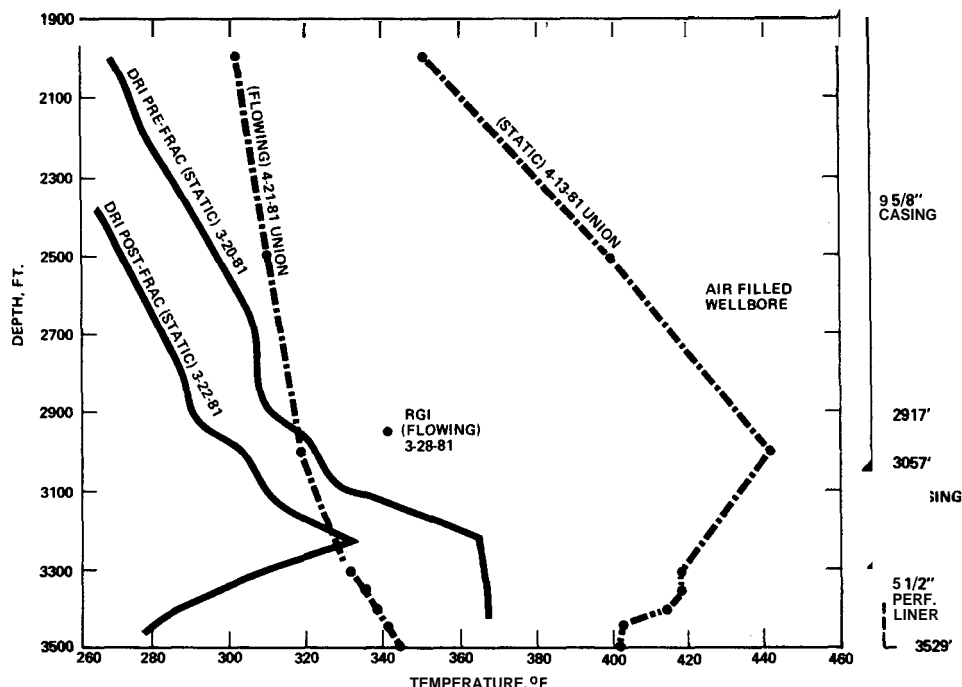 1900
2100
2300
2500
2700
2900
3100
3300
3500
DEPTH, FT.
260
280
300
320
340
360
380
400
420
440
460
TEMPERATURE, °F
DRI PRE-FRAC (STATIC) 3-20-81
DRI POST-FRAC (STATIC) 3-22-81
(FLOWING) 4-21-81 UNION
(STATIC) 4-13-81 UNION
RGI
(FLOWING)
3-28-81
AIR FILLED
WELLBORE
9 5/8"
CASING
2917'
3057'
SING
5 1/2"
PERF.
LINER
3529'